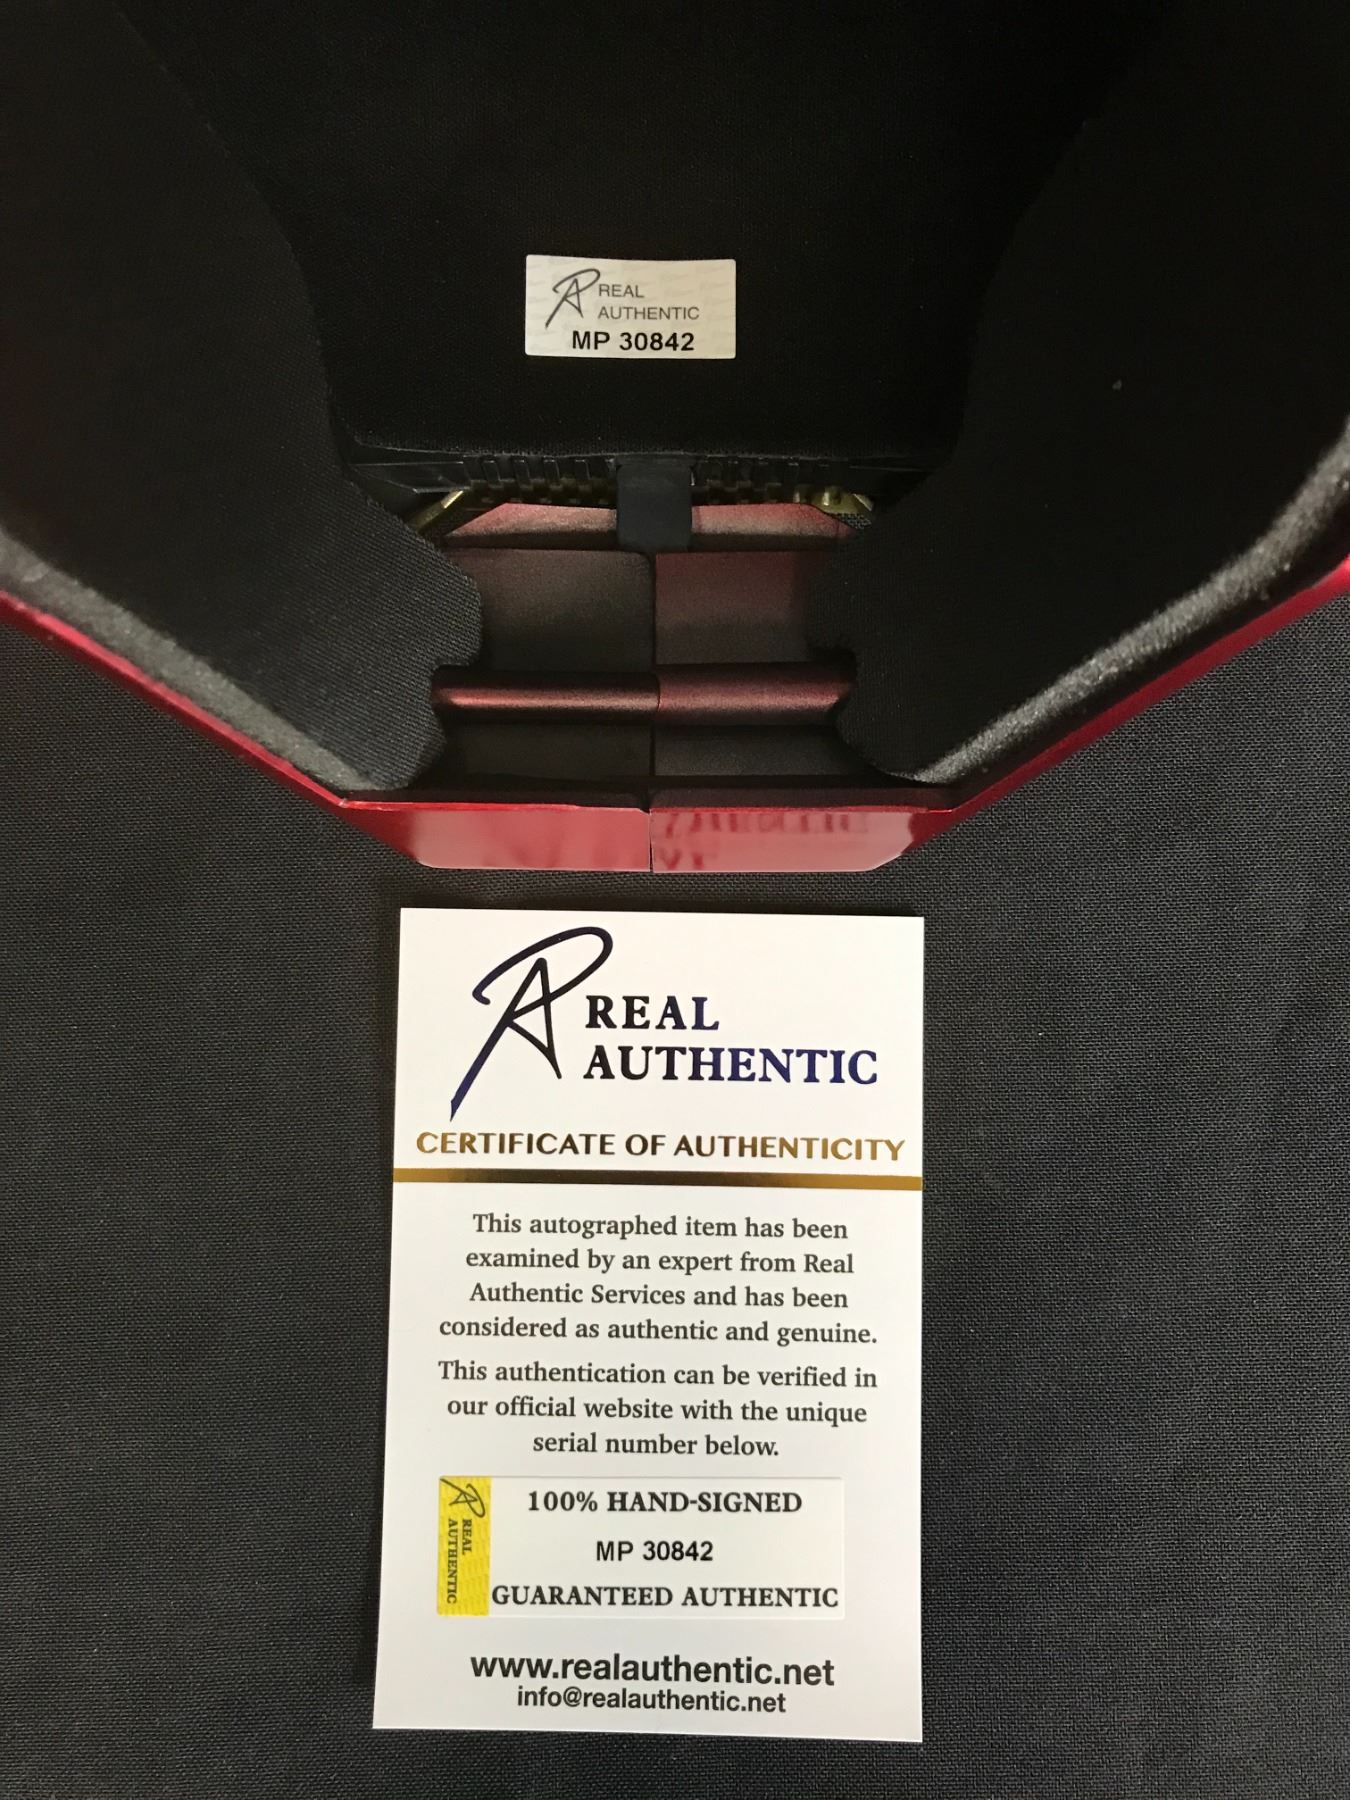 REAL
AUTHENTIC
MP 30842
REAL
AUTHENTIC
CERTIFICATE OF AUTHENTICITY
This autographed item has been
examined by an expert from Real
Authentic Services and has been
considered as authentic and genuine.
This authentication can be verified in
our official website with the unique
serial number below.
REAL
AUTHENTIC
100% HAND-SIGNED
MP 30842
GUARANTEED AUTHENTIC
www.realauthentic.net
info@realauthentic.net